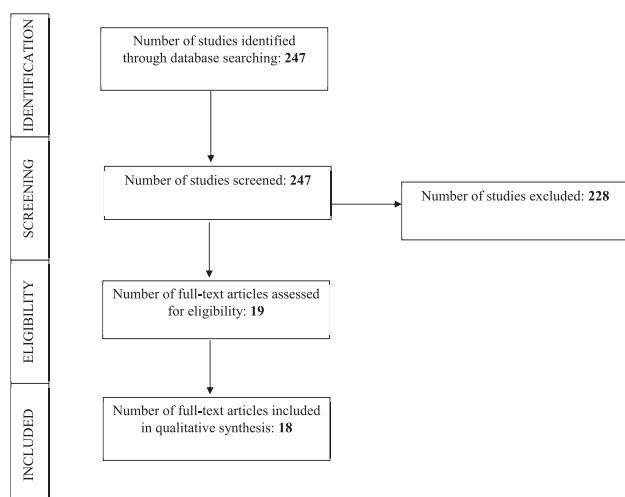 IDENTIFICATION
Number of studies identified
through database searching: 247
SCREENING
Number of studies screened: 247
Number of studies excluded: 228
ELIGIBILITY
Number of full-text articles assessed
for eligibility: 19
INCLUDED
Number of full-text articles included
in qualitative synthesis: 18